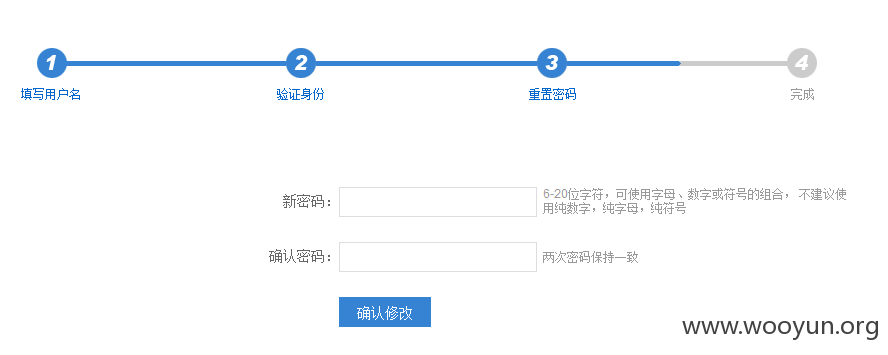 1 2 3 4
填写用户名 验证身份 重置密码 完成
新密码： 6-20位字符，可使用字母、数字或符号的组合， 不建议使
用纯数字，纯字母，纯符号
确认密码： 两次密码保持一致
确认修改
www.wooyun.org